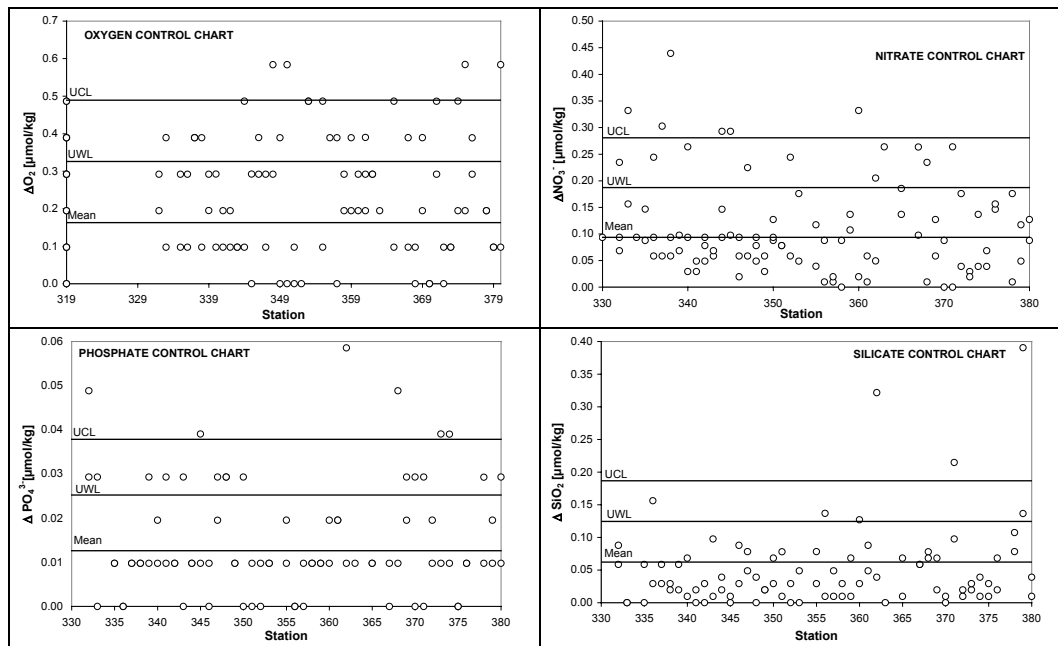 OXYGEN CONTROL CHART
0.7
0.6
0.5
0.4
0.3
0.2
0.1
0.0
UCL
UWL
Mean
ΔO₂ [µmol/kg]
319 329 339 349 359 369 379
Station
NITRATE CONTROL CHART
0.50
0.45
0.40
0.35
0.30
0.25
0.20
0.15
0.10
0.05
0.00
UCL
UWL
Mean
ΔNO₃⁻ [µmol/kg]
330 340 350 360 370 380
Station
PHOSPHATE CONTROL CHART
0.06
0.05
0.04
0.03
0.02
0.01
0.00
UCL
UWL
Mean
Δ PO₄³⁻[µmol/kg]
330 335 340 345 350 355 360 365 370 375 380
Station
SILICATE CONTROL CHART
0.40
0.35
0.30
0.25
0.20
0.15
0.10
0.05
0.00
UCL
UWL
Mean
Δ SiO₂ [µmol/kg]
330 335 340 345 350 355 360 365 370 375 380
Station